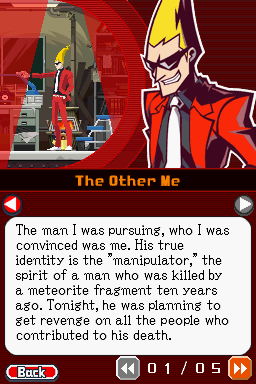 The Other Me
The man I was pursuing, who I was
convinced was me. His true
identity is the "manipulator," the
spirit of a man who was killed by
a meteorite fragment ten years
ago. Tonight, he was planning to
get revenge on all the people who
contributed to his death.
Back
01 / 05